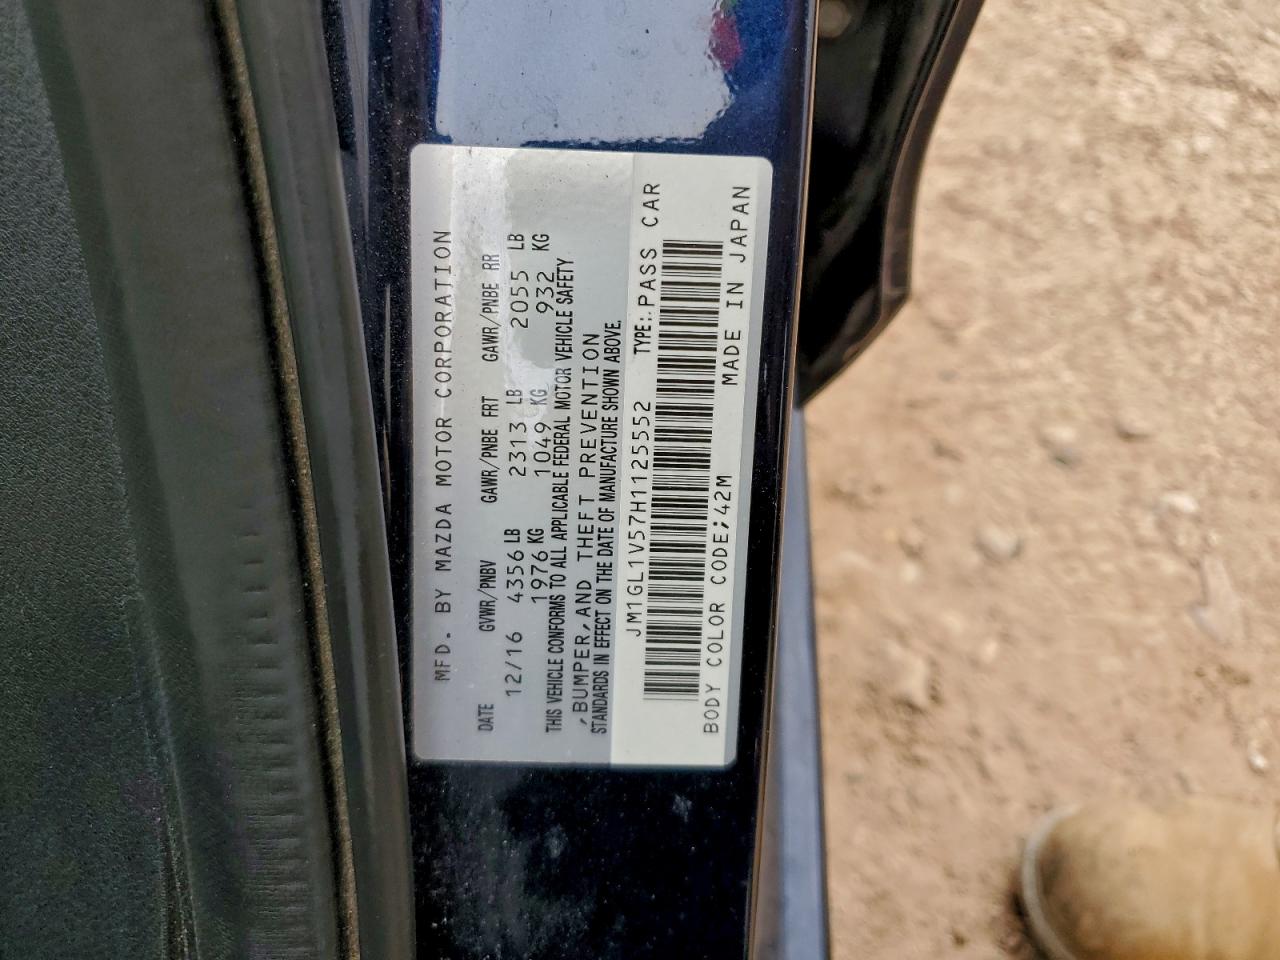 MFD. BY MAZDA MOTOR CORPORATION
DATE GVWR/PNBV GAWR/PNBE FRT GAWR/PNBE RR
12/16 4356 LB 2313 LB 2055 LB
1976 KG 1049 KG 932 KG
THIS VEHICLE CONFORMS TO ALL APPLICABLE FEDERAL MOTOR VEHICLE SAFETY
,BUMPER,AND THEFT PREVENTION
STANDARDS IN EFFECT ON THE DATE OF MANUFACTURE SHOWN ABOVE.
JM1GL1V57H1125552 TYPE:PASS CAR
BODY COLOR CODE:42M MADE IN JAPAN